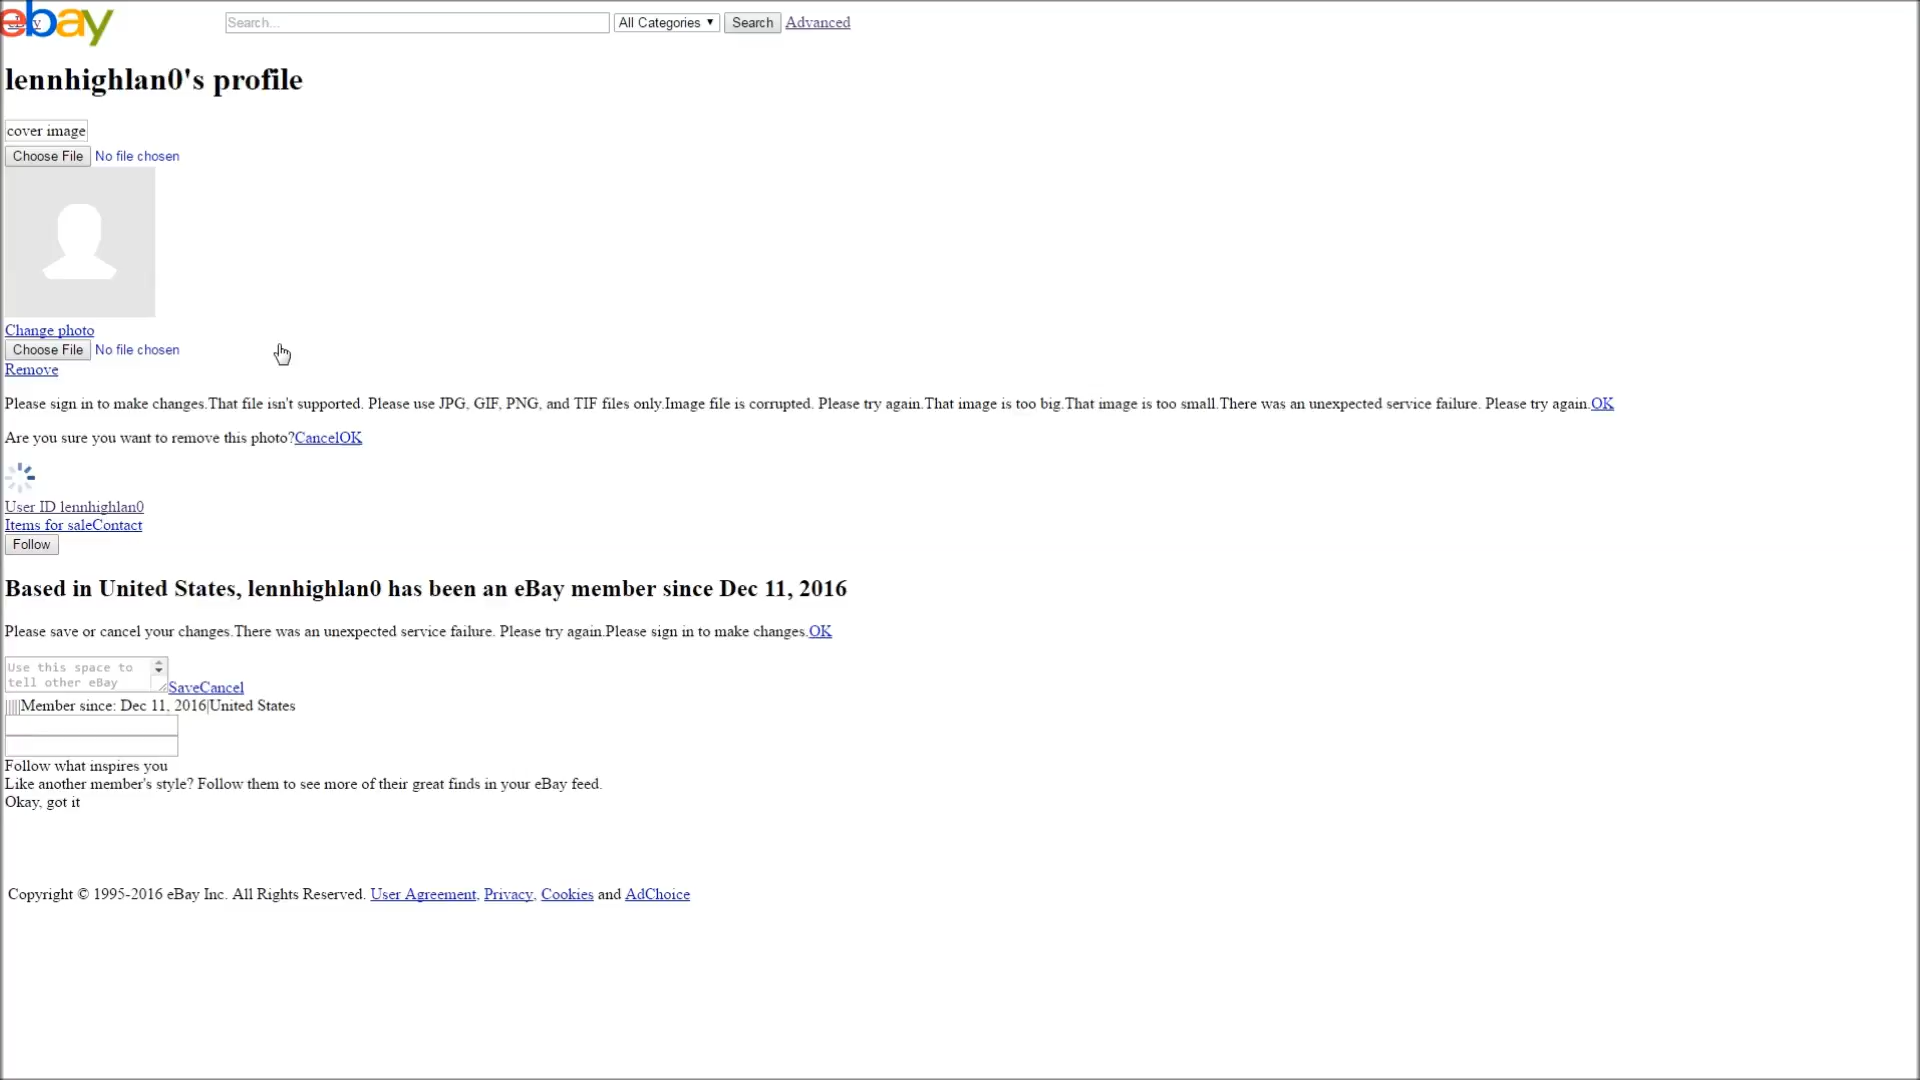 ebay Search... All Categories Search Advanced
lennhighlan0's profile
cover image
Choose File No file chosen
Change photo
Choose File No file chosen
Remove
Please sign in to make changes.That file isn't supported. Please use JPG, GIF, PNG, and TIF files only.Image file is corrupted. Please try again.That image is too big.That image is too small.There was an unexpected service failure. Please try again.OK
Are you sure you want to remove this photo?CancelOK
User ID lennhighlan0
Items for saleContact
Follow
Based in United States, lennhighlan0 has been an eBay member since Dec 11, 2016
Please save or cancel your changes.There was an unexpected service failure. Please try again.Please sign in to make changes.OK
Use this space to
tell other eBay SaveCancel
|||||Member since: Dec 11, 2016|United States
Follow what inspires you
Like another member's style? Follow them to see more of their great finds in your eBay feed.
Okay, got it
Copyright © 1995-2016 eBay Inc. All Rights Reserved. User Agreement, Privacy, Cookies and AdChoice